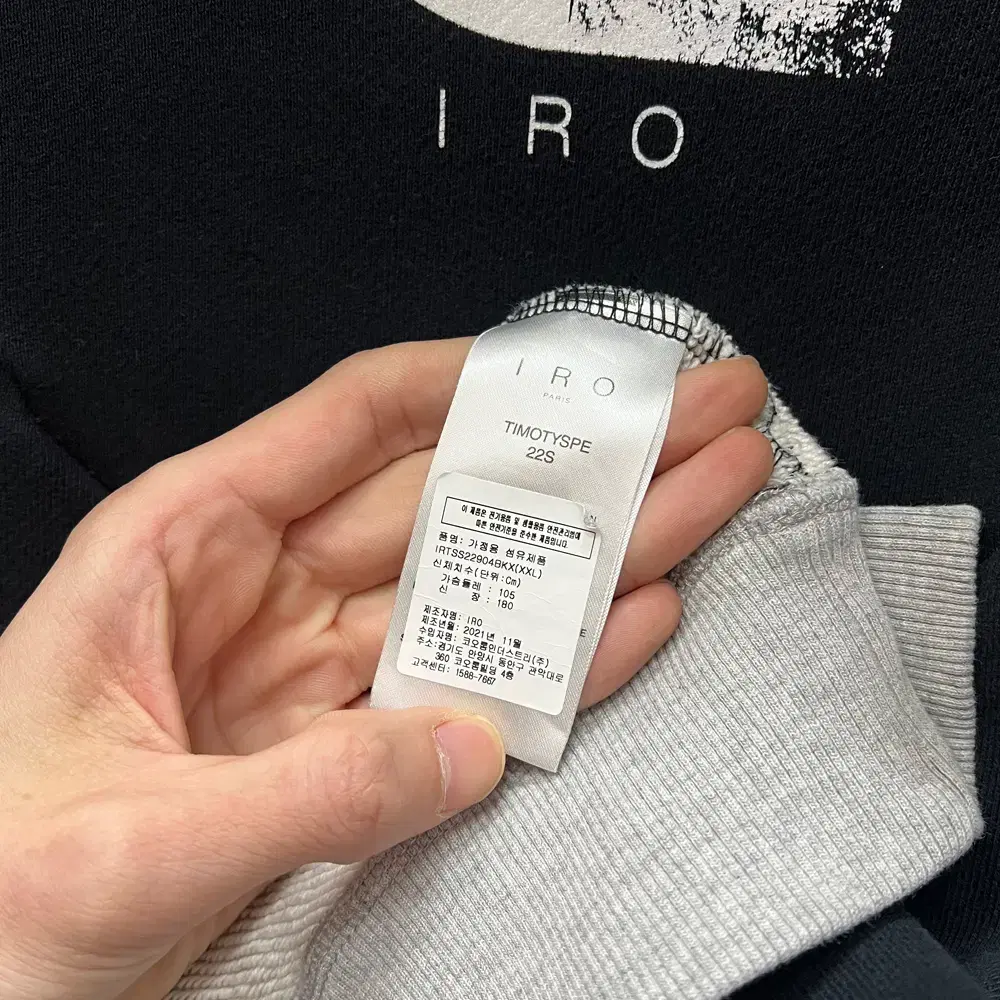 IRO
IRO
PARIS
TIMOTYSPE
22S
이 제품은 전기용품 및 생활용품 안전관리법에
따른 안전기준을 준수한 제품입니다.
품명: 가정용 섬유제품
IRTSS22904BKX(XXL)
신체치수(단위:Cm)
가슴둘레 : 105
신 장 : 180
제조자명: IRO
제조년월: 2021년 11월
수입자명: 코오롱인더스트리(주)
주소:경기도 안양시 동안구 관악대로
360 코오롱빌딩 4층
고객센터: 1588-7667